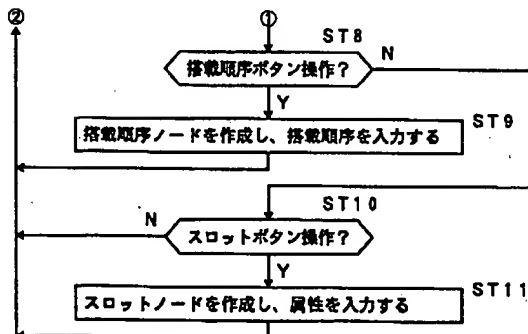 ② ①
ST8
搭載順序ボタン操作? N
Y
ST9
搭載順序ノードを作成し、搭載順序を入力する
ST10
N スロットボタン操作?
Y
ST11
スロットノードを作成し、属性を入力する